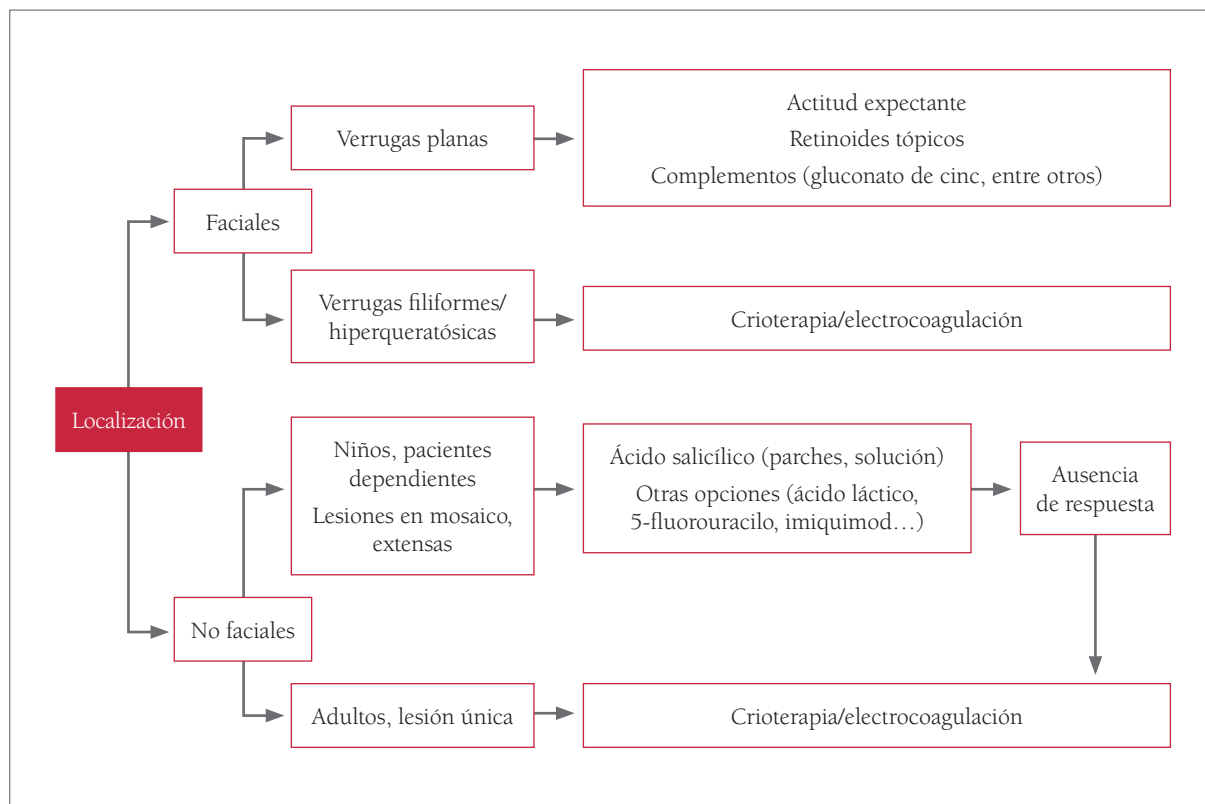 Localización
Faciales
Verrugas planas
Actitud expectante
Retinoides tópicos
Complementos (gluconato de cinc, entre otros)
Verrugas filiformes/
hiperqueratósicas
Crioterapia/electrocoagulación
No faciales
Niños, pacientes
dependientes
Lesiones en mosaico,
extensas
Ácido salicílico (parches, solución)
Otras opciones (ácido láctico,
5-fluorouracilo, imiquimod…)
Ausencia
de respuesta
Adultos, lesión única
Crioterapia/electrocoagulación